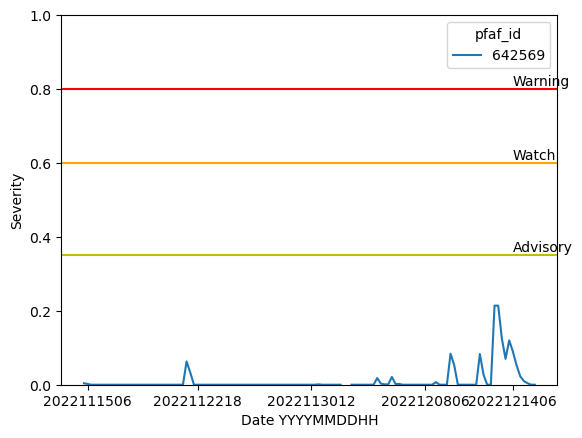 1.0
0.8
0.6
0.4
0.2
0.0
Severity
pfaf_id
642569
Warning
Watch
Advisory
2022111506 2022112218 2022113012 2022120806 2022121406
Date YYYYMMDDHH